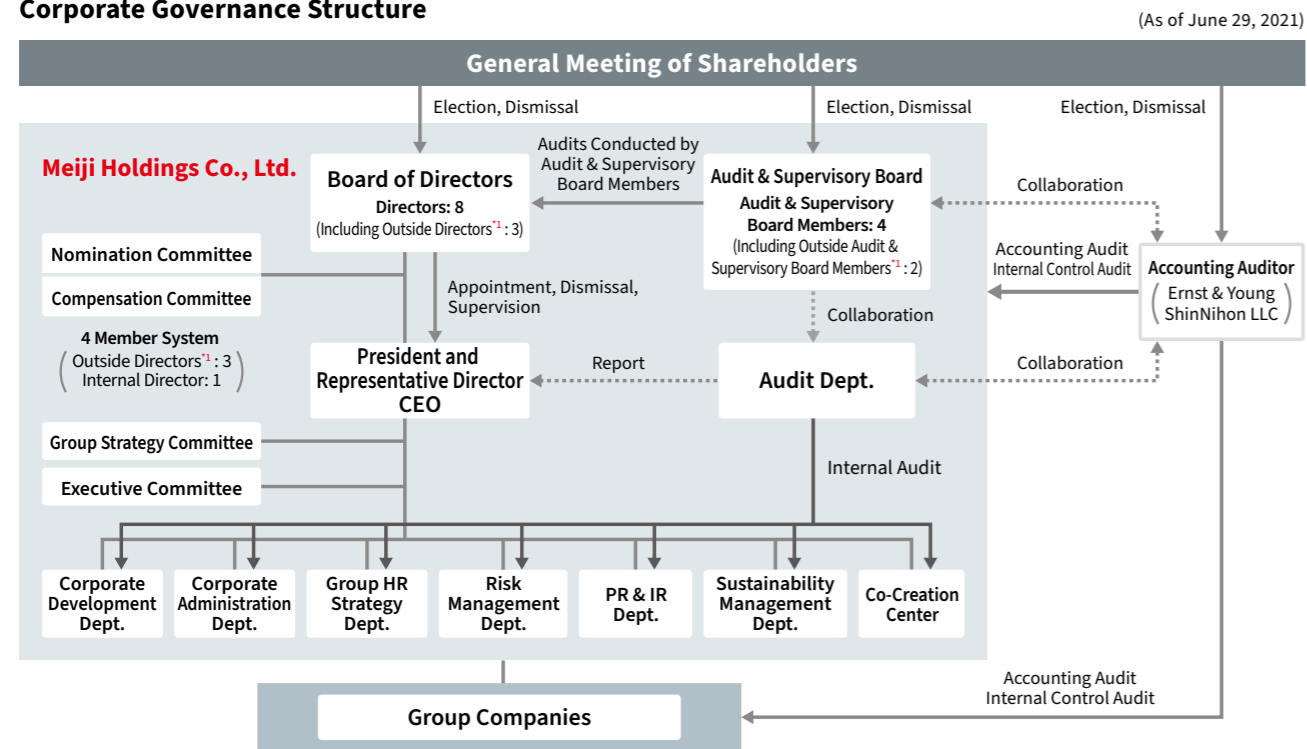 Corporate Governance Structure
(As of June 29, 2021)
General Meeting of Shareholders
Election, Dismissal
Election, Dismissal
Election, Dismissal
Meiji Holdings Co., Ltd.
Board of Directors
Directors: 8
(Including Outside Directors*1 : 3)
Audits Conducted by
Audit & Supervisory
Board Members
Audit & Supervisory Board
Audit & Supervisory
Board Members: 4
(Including Outside Audit &
Supervisory Board Members*1 : 2)
Collaboration
Accounting Audit
Internal Control Audit
Accounting Auditor
(Ernst & Young
ShinNihon LLC)
Nomination Committee
Compensation Committee
4 Member System
(Outside Directors*1 : 3
Internal Director: 1)
Appointment, Dismissal,
Supervision
Collaboration
President and
Representative Director
CEO
Report
Audit Dept.
Collaboration
Group Strategy Committee
Executive Committee
Internal Audit
Corporate
Development
Dept.
Corporate
Administration
Dept.
Group HR
Strategy
Dept.
Risk
Management
Dept.
PR & IR
Dept.
Sustainability
Management
Dept.
Co-Creation
Center
Accounting Audit
Internal Control Audit
Group Companies